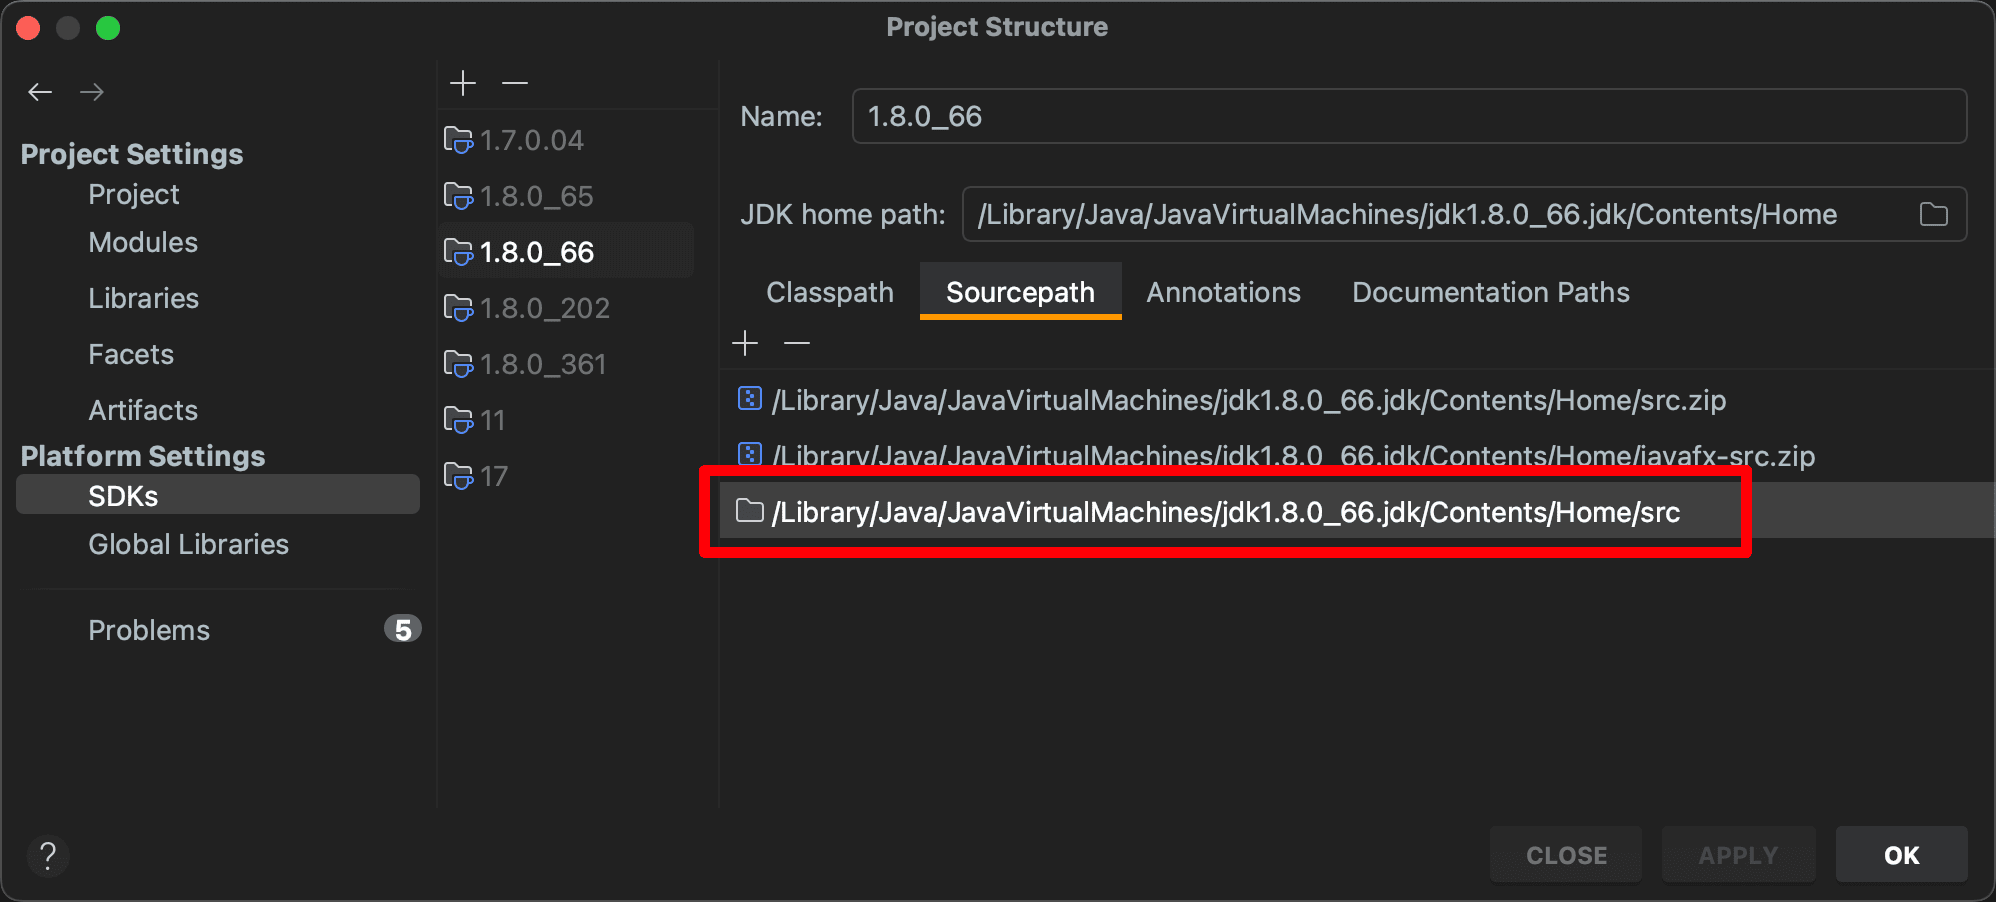 Project Structure
Project Settings
Project
Modules
Libraries
Facets
Artifacts
Platform Settings
SDKs
Global Libraries
Problems
5
1.7.0.04
1.8.0_65
1.8.0_66
1.8.0_202
1.8.0_361
11
17
Name: 1.8.0_66
JDK home path: /Library/Java/JavaVirtualMachines/jdk1.8.0_66.jdk/Contents/Home
Classpath Sourcepath Annotations Documentation Paths
/Library/Java/JavaVirtualMachines/jdk1.8.0_66.jdk/Contents/Home/src.zip
/Library/Java/JavaVirtualMachines/jdk1.8.0_66.jdk/Contents/Home/javafx-src.zip
/Library/Java/JavaVirtualMachines/jdk1.8.0_66.jdk/Contents/Home/src
?
CLOSE APPLY OK